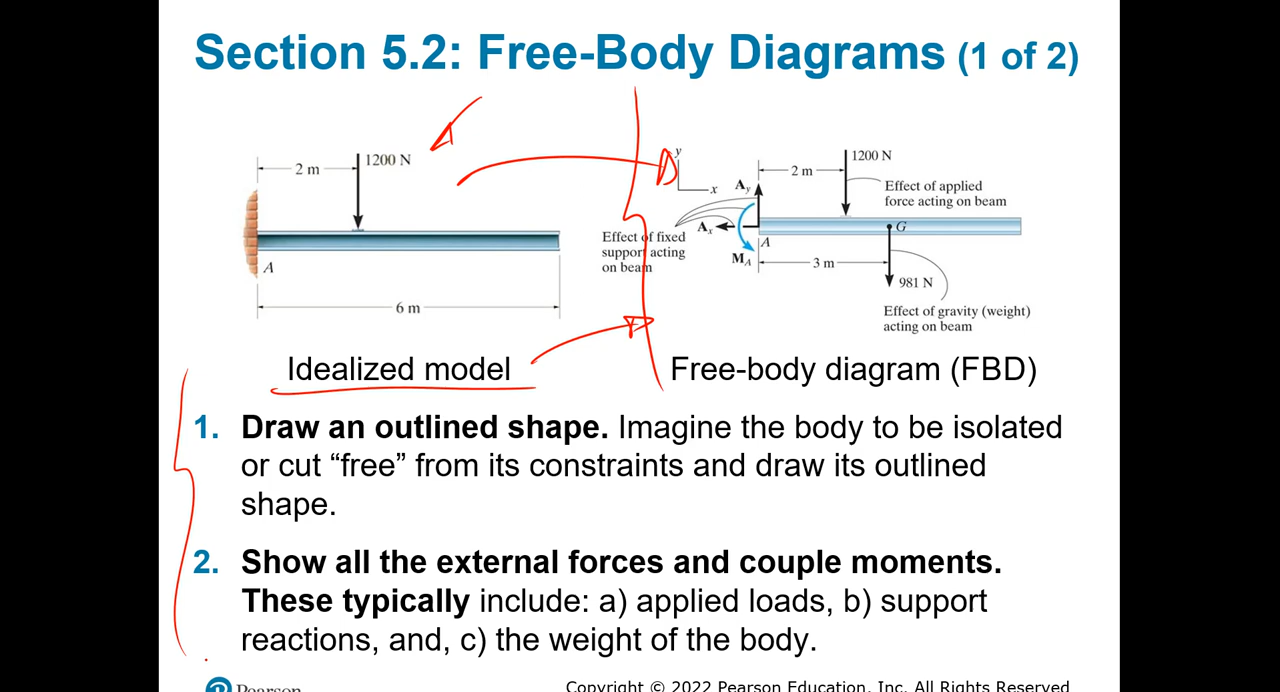 Section 5.2: Free-Body Diagrams (1 of 2)
2 m
1200 N
A
6 m
Idealized model
y
x
A_y
2 m
1200 N
Effect of applied
force acting on beam
A_x
G
Effect of fixed
support acting
on beam
A
M_A
3 m
981 N
Effect of gravity (weight)
acting on beam
Free-body diagram (FBD)
1. Draw an outlined shape. Imagine the body to be isolated
or cut “free” from its constraints and draw its outlined
shape.
2. Show all the external forces and couple moments.
These typically include: a) applied loads, b) support
reactions, and, c) the weight of the body.
Pearson
Copyright © 2022 Pearson Education, Inc. All Rights Reserved